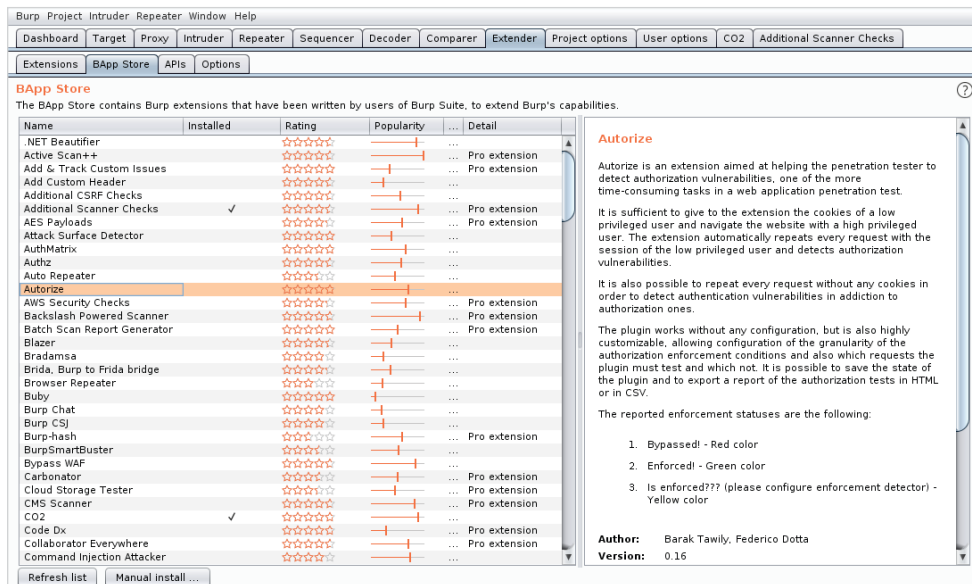 Burp Project Intruder Repeater Window Help
Dashboard Target Proxy Intruder Repeater Sequencer Decoder Comparer Extender Project options User options CO2 Additional Scanner Checks
Extensions BApp Store APIs Options
BApp Store
?
The BApp Store contains Burp extensions that have been written by users of Burp Suite, to extend Burp's capabilities.
Name Installed Rating Popularity ... Detail
.NET Beautifier ...
Active Scan++ ... Pro extension
Add & Track Custom Issues ... Pro extension
Add Custom Header ...
Additional CSRF Checks ...
Additional Scanner Checks ✓ ... Pro extension
AES Payloads ... Pro extension
Attack Surface Detector ...
AuthMatrix ...
Authz ...
Auto Repeater ...
Autorize ...
AWS Security Checks ... Pro extension
Backslash Powered Scanner ... Pro extension
Batch Scan Report Generator ... Pro extension
Blazer ...
Bradamsa ...
Brida, Burp to Frida bridge ...
Browser Repeater ...
Buby ...
Burp Chat ...
Burp CSJ ...
Burp-hash ... Pro extension
BurpSmartBuster ...
Bypass WAF ...
Carbonator ... Pro extension
Cloud Storage Tester ... Pro extension
CMS Scanner ... Pro extension
CO2 ✓ ...
Code Dx ... Pro extension
Collaborator Everywhere ... Pro extension
Command Injection Attacker ...
Autorize
Autorize is an extension aimed at helping the penetration tester to
detect authorization vulnerabilities, one of the more
time-consuming tasks in a web application penetration test.
It is sufficient to give to the extension the cookies of a low
privileged user and navigate the website with a high privileged
user. The extension automatically repeats every request with the
session of the low privileged user and detects authorization
vulnerabilities.
It is also possible to repeat every request without any cookies in
order to detect authentication vulnerabilities in addiction to
authorization ones.
The plugin works without any configuration, but is also highly
customizable, allowing configuration of the granularity of the
authorization enforcement conditions and also which requests the
plugin must test and which not. It is possible to save the state of
the plugin and to export a report of the authorization tests in HTML
or in CSV.
The reported enforcement statuses are the following:
1. Bypassed! - Red color
2. Enforced! - Green color
3. Is enforced??? (please configure enforcement detector) -
Yellow color
Author: Barak Tawily, Federico Dotta
Version: 0.16
Refresh list Manual install ...